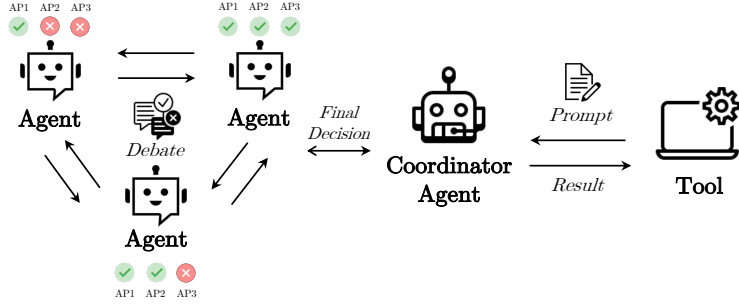 AP1 AP2 AP3
AP1 AP2 AP3
Agent
Agent
Debate
Agent
AP1 AP2 AP3
Final
Decision
Coordinator
Agent
Prompt
Result
Tool